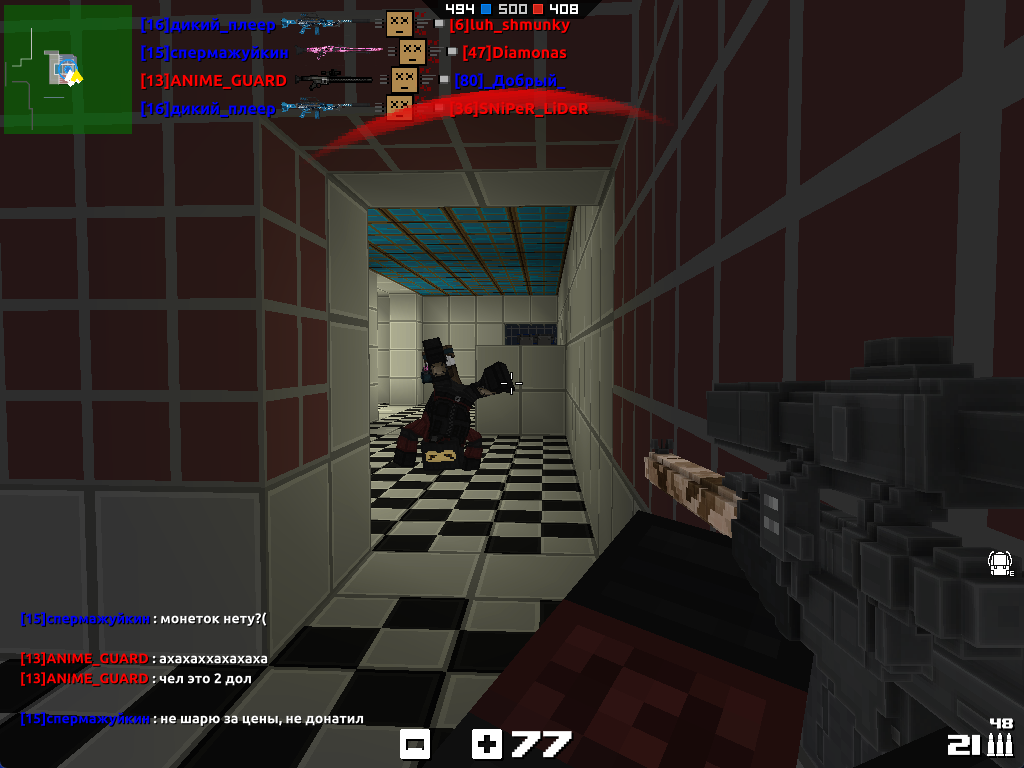 494 500 408
[16]дикий_плеер [6]luh_shmunky
[15]спермажуйкин [47]Diamonas
[13]ANIME_GUARD [80]_Добрый_
[16]дикий_плеер [36]SNiPeR_LiDeR
E
[15]спермажуйкин : монеток нету?(
[13]ANIME_GUARD : ахахаххахахаха
[13]ANIME_GUARD : чел это 2 дол
[15]спермажуйкин : не шарю за цены, не донатил
77
48
21